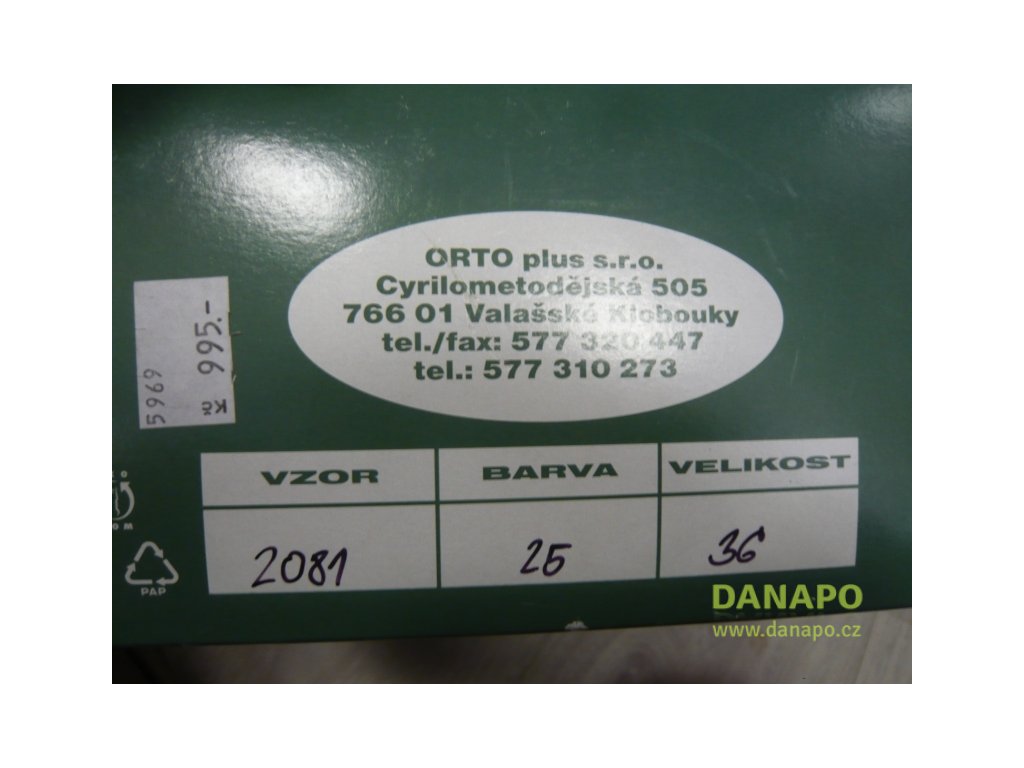 ORTO plus s.r.o.
Cyrilometodějská 505
766 01 Valašské Klobouky
tel./fax: 577 320 447
tel.: 577 310 273
5969
Kč 995.-
VZOR BARVA VELIKOST
2081 25 36
PAP
DANAPO
www.danapo.cz